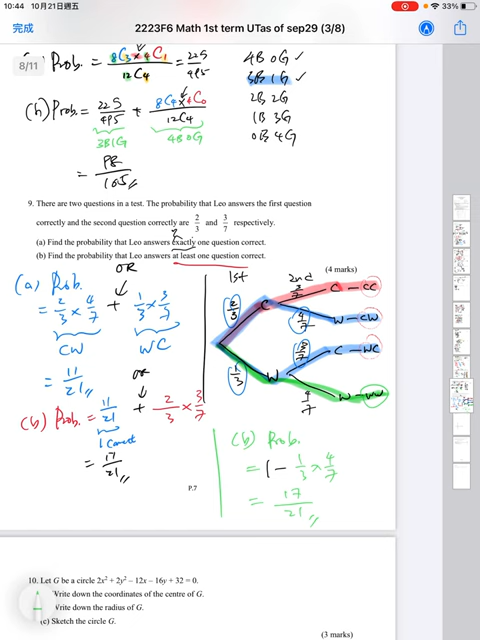 10:44 10月21日週五 33%
完成 2223F6 Math 1st term UTas of sep29 (3/8)
8/11
Prob. = 8C3 x 4C1 / 12C4 = 225/495
4B 0G ✓
3B 1G ✓
2B 2G
1B 3G
0B 4G
(h) Prob = 225/495 + 8C4 x 4C0 / 12C4
3B1G 4B0G
9. There are two questions in a test. The probability that Leo answers the first question
correctly and the second question correctly are 2/3 and 3/7 respectively.
(a) Find the probability that Leo answers exactly one question correct.
(b) Find the probability that Leo answers at least one question correct.
(4 marks)
OR
(a) Prob.
= 2/3 x 4/7 + 1/3 x 3/7
CW WC
= 11/21 //
OR
(b) Prob. = 11/21 + 2/3 x 3/7
1 Correct
= 17/21 //
1st 2nd
2/3 C 3/7 C — CC
4/7 W — CW
1/3 W 3/7 C — WC
4/7 W — WW
(b) Prob.
= 1 - 1/3 x 4/7
= 17/21 //
P.7
10. Let G be a circle 2x² + 2y² – 12x – 16y + 32 = 0.
Write down the coordinates of the centre of G.
Write down the radius of G.
(c) Sketch the circle G.
(3 marks)